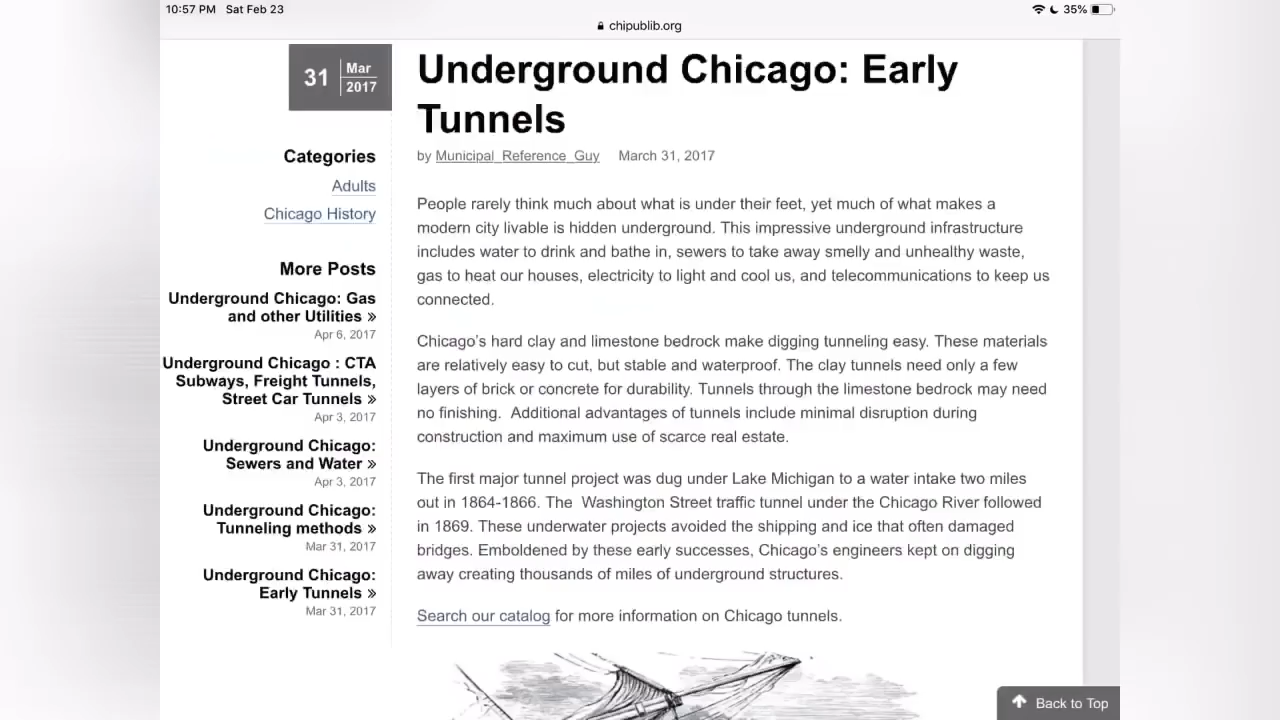 10:57 PM Sat Feb 23
35%
chipublib.org
31 Mar 2017
Categories
Adults
Chicago History
More Posts
Underground Chicago: Gas
and other Utilities »
Apr 6, 2017
Underground Chicago : CTA
Subways, Freight Tunnels,
Street Car Tunnels »
Apr 3, 2017
Underground Chicago:
Sewers and Water »
Apr 3, 2017
Underground Chicago:
Tunneling methods »
Mar 31, 2017
Underground Chicago:
Early Tunnels »
Mar 31, 2017
Underground Chicago: Early
Tunnels
by Municipal_Reference_Guy March 31, 2017
People rarely think much about what is under their feet, yet much of what makes a
modern city livable is hidden underground. This impressive underground infrastructure
includes water to drink and bathe in, sewers to take away smelly and unhealthy waste,
gas to heat our houses, electricity to light and cool us, and telecommunications to keep us
connected.
Chicago’s hard clay and limestone bedrock make digging tunneling easy. These materials
are relatively easy to cut, but stable and waterproof. The clay tunnels need only a few
layers of brick or concrete for durability. Tunnels through the limestone bedrock may need
no finishing. Additional advantages of tunnels include minimal disruption during
construction and maximum use of scarce real estate.
The first major tunnel project was dug under Lake Michigan to a water intake two miles
out in 1864-1866. The Washington Street traffic tunnel under the Chicago River followed
in 1869. These underwater projects avoided the shipping and ice that often damaged
bridges. Emboldened by these early successes, Chicago’s engineers kept on digging
away creating thousands of miles of underground structures.
Search our catalog for more information on Chicago tunnels.
Back to Top